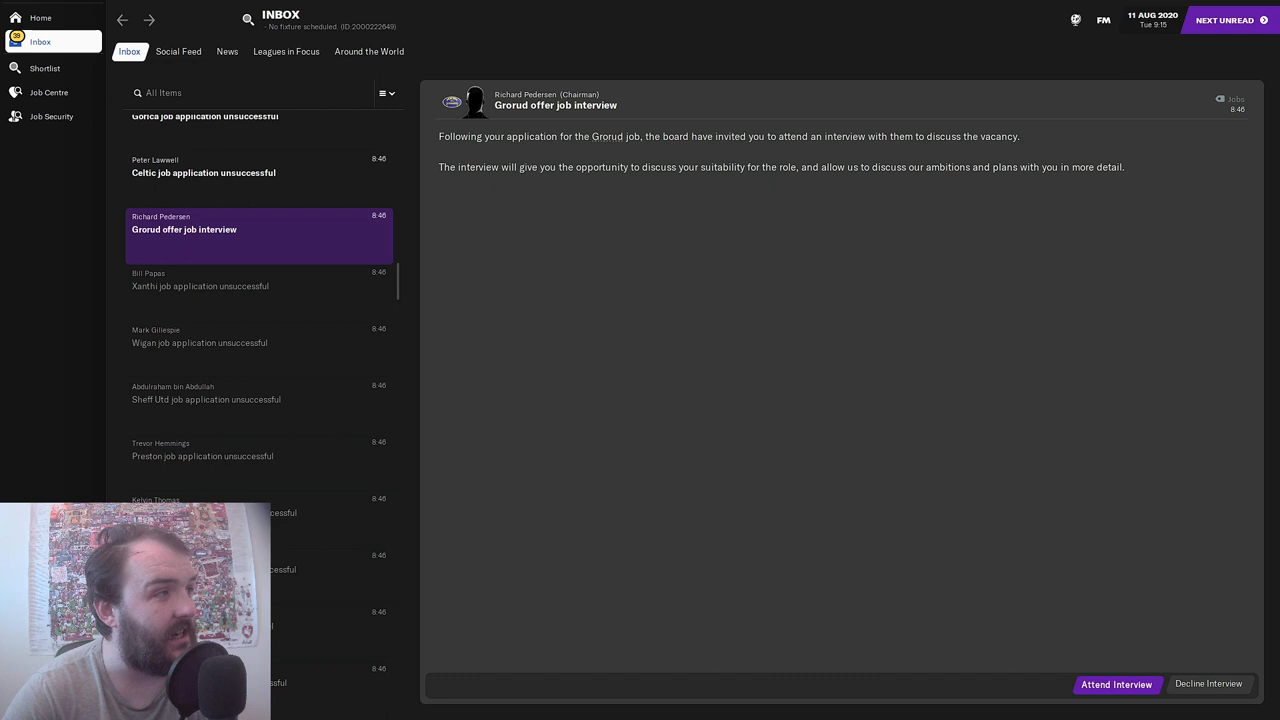 Home
39
Inbox
Shortlist
Job Centre
Job Security
INBOX
- No fixture scheduled. (ID:2000222649)
FM
11 AUG 2020
Tue 9:15
NEXT UNREAD
Inbox
Social Feed
News
Leagues in Focus
Around the World
All Items
Gorica job application unsuccessful
Peter Lawwell
8:46
Celtic job application unsuccessful
Richard Pedersen
8:46
Grorud offer job interview
Bill Papas
8:46
Xanthi job application unsuccessful
Mark Gillespie
8:46
Wigan job application unsuccessful
Abdulraham bin Abdullah
8:46
Sheff Utd job application unsuccessful
Trevor Hemmings
8:46
Preston job application unsuccessful
Kelvin Thomas
8:46
8:46
8:46
8:46
Richard Pedersen (Chairman)
Grorud offer job interview
Jobs
8:46
Following your application for the Grorud job, the board have invited you to attend an interview with them to discuss the vacancy.
The interview will give you the opportunity to discuss your suitability for the role, and allow us to discuss our ambitions and plans with you in more detail.
Attend Interview
Decline Interview